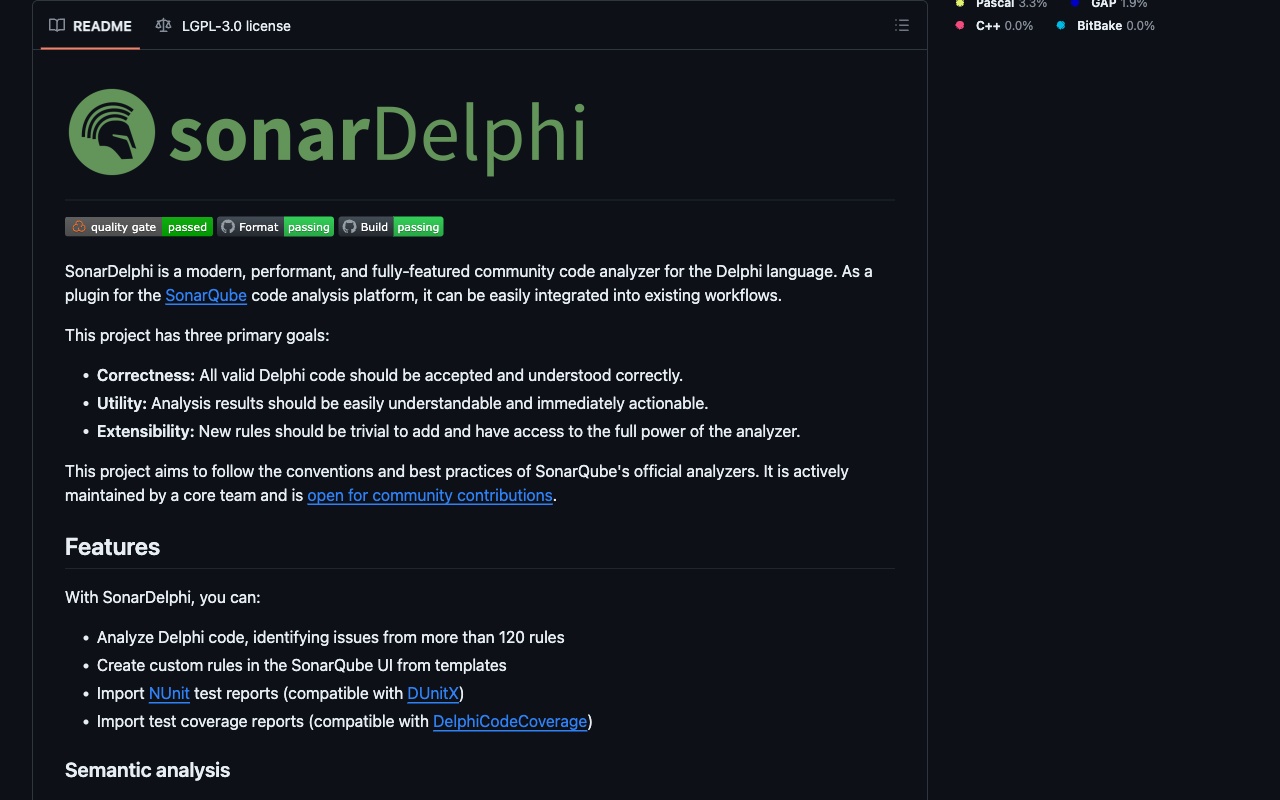 README
LGPL-3.0 license
Pascal 3.3%
GAP 1.9%
C++ 0.0%
BitBake 0.0%
sonarDelphi
quality gate passed
Format passing
Build passing
SonarDelphi is a modern, performant, and fully-featured community code analyzer for the Delphi language. As a
plugin for the SonarQube code analysis platform, it can be easily integrated into existing workflows.
This project has three primary goals:
• Correctness: All valid Delphi code should be accepted and understood correctly.
• Utility: Analysis results should be easily understandable and immediately actionable.
• Extensibility: New rules should be trivial to add and have access to the full power of the analyzer.
This project aims to follow the conventions and best practices of SonarQube's official analyzers. It is actively
maintained by a core team and is open for community contributions.
Features
With SonarDelphi, you can:
• Analyze Delphi code, identifying issues from more than 120 rules
• Create custom rules in the SonarQube UI from templates
• Import NUnit test reports (compatible with DUnitX)
• Import test coverage reports (compatible with DelphiCodeCoverage)
Semantic analysis